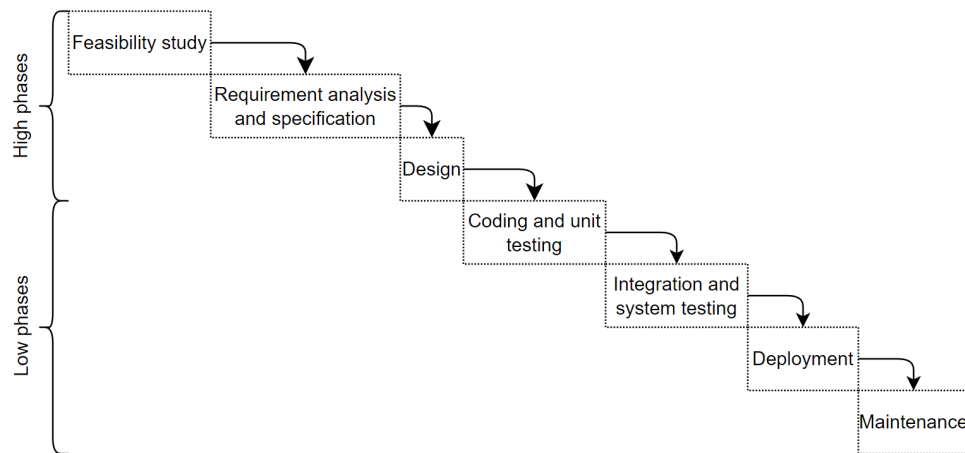 High phases
Feasibility study
Requirement analysis
and specification
Design
Low phases
Coding and unit
testing
Integration and
system testing
Deployment
Maintenance